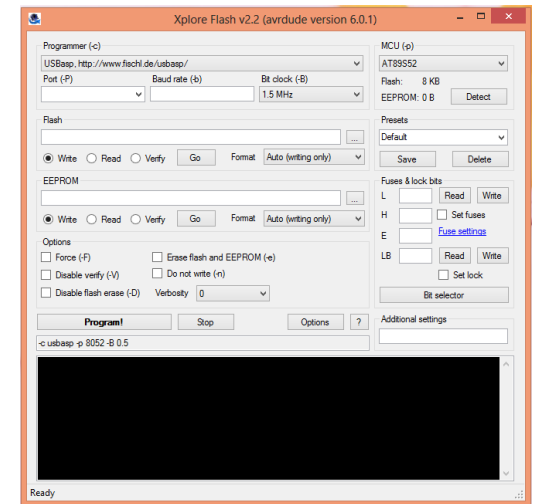 Xplore Flash v2.2 (avrdude version 6.0.1)
Programmer (-c)
USBasp, http://www.fischl.de/usbasp/
Port (-P) Baud rate (-b) Bit clock (-B)
1.5 MHz
MCU (-p)
AT89S52
Flash: 8 KB
EEPROM: 0 B Detect
Flash
...
Write Read Verify Go Format Auto (writing only)
Presets
Default
Save Delete
EEPROM
...
Write Read Verify Go Format Auto (writing only)
Fuses & lock bits
L Read Write
H Set fuses
E Fuse settings
LB Read Write
Set lock
Bit selector
Options
Force (-F) Erase flash and EEPROM (-e)
Disable verify (-V) Do not write (-n)
Disable flash erase (-D) Verbosity 0
Program! Stop Options ?
Additional settings
-c usbasp -p 8052 -B 0.5
Ready